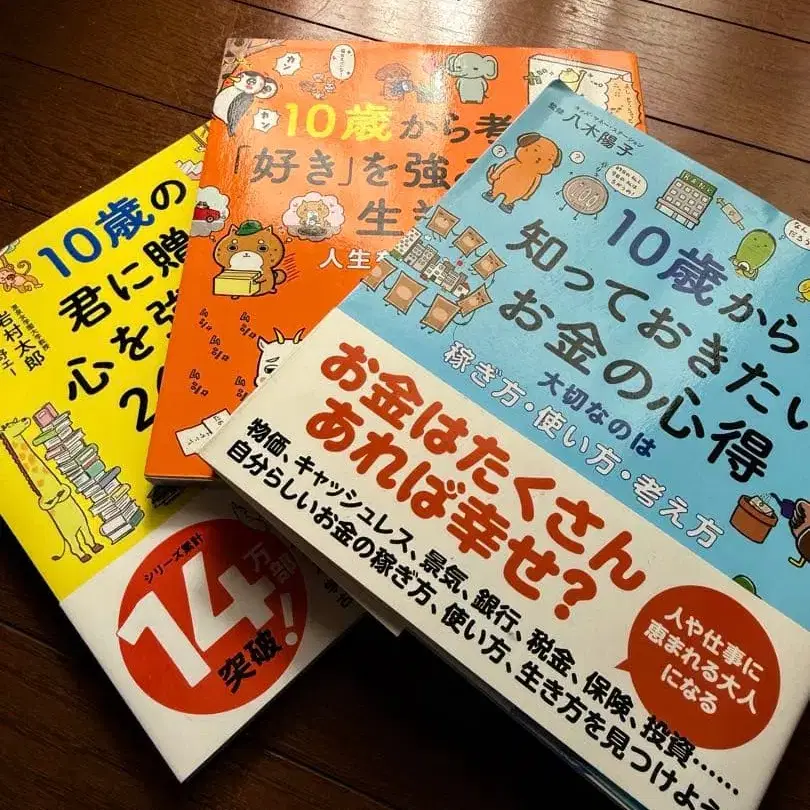 10歳の
君に贈
心を強
2
岩村太郎
シリーズ累計
14万部
突破!
10歳から考
「好き」を強
生
人生
監修 八木陽子
10歳から
知っておきたい
お金の心得
大切なのは
稼ぎ方・使い方・考え方
お金はたくさん
あれば幸せ?
物価、キャッシュレス、景気、銀行、税金、保険、投資……
自分らしいお金の稼ぎ方、使い方、生き方を見つけよう
人や仕事に
恵まれる大人
になる
BANK